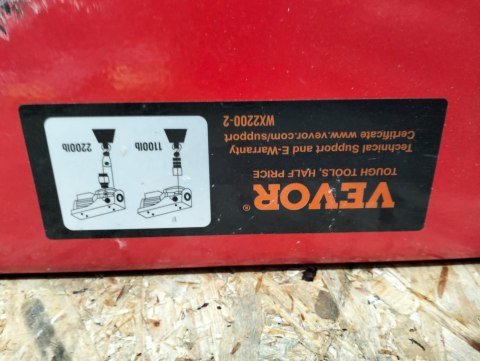 VEVOR®
TOUGH TOOLS, HALF PRICE
Technical Support and E-Warranty
Certificate www.vevor.com/support
WX2200-2
1100lb
2200lb